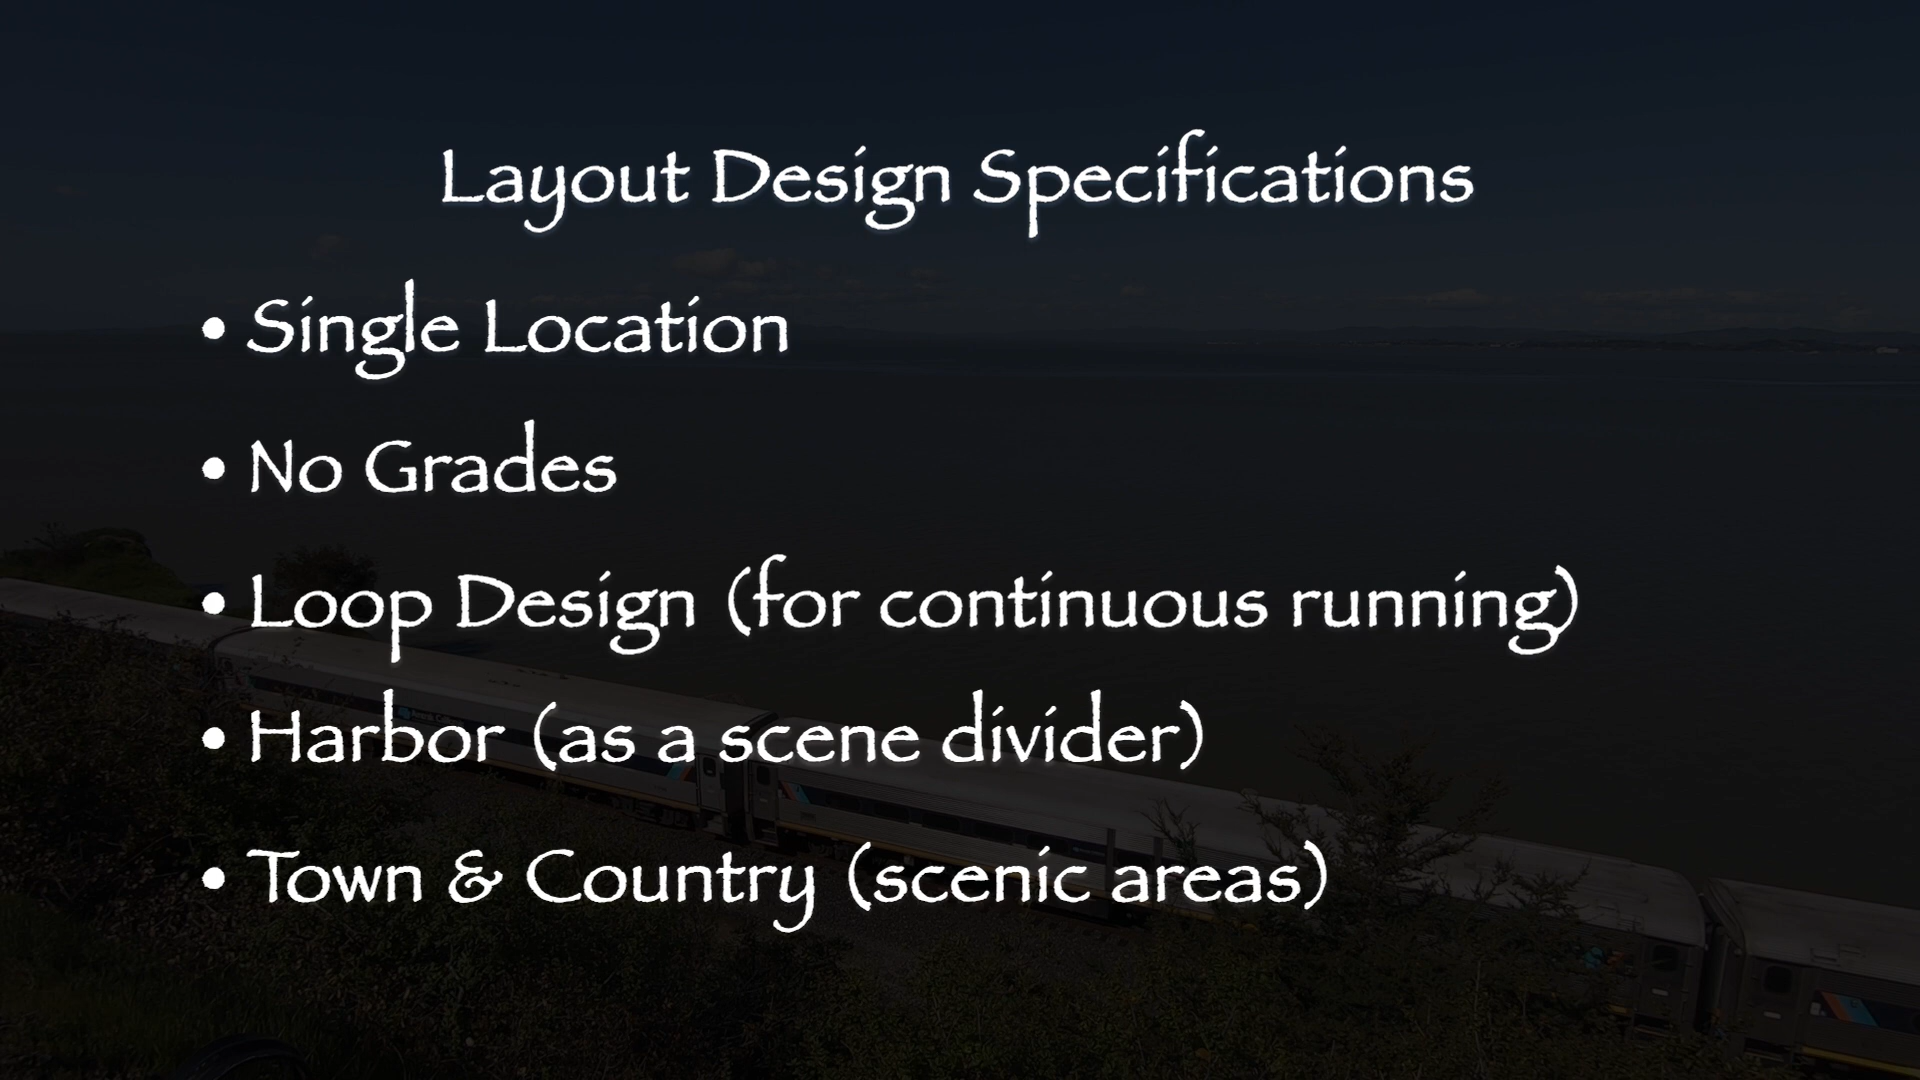 Layout Design Specifications
• Single Location
• No Grades
• Loop Design (for continuous running)
• Harbor (as a scene divider)
• Town & Country (scenic areas)